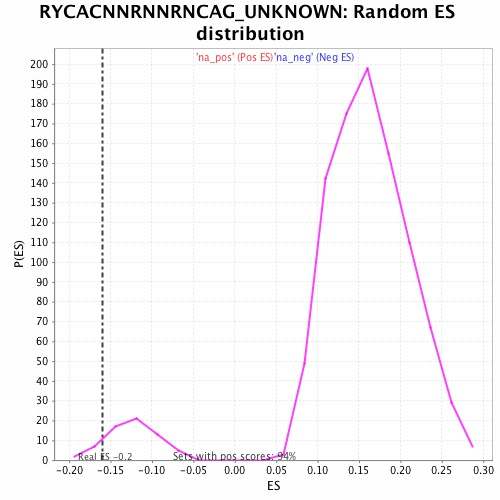 RYCACNNRNNRNCAG_UNKNOWN: Random ES
distribution
'na_pos' (Pos ES)'na_neg' (Neg ES)
200
190
180
170
160
150
140
130
120
110
100
90
80
70
60
50
40
30
20
10
0
P(ES)
Real ES -0.2
Sets with pos scores: 94%
-0.20 -0.15 -0.10 -0.05 0.00 0.05 0.10 0.15 0.20 0.25 0.30
ES